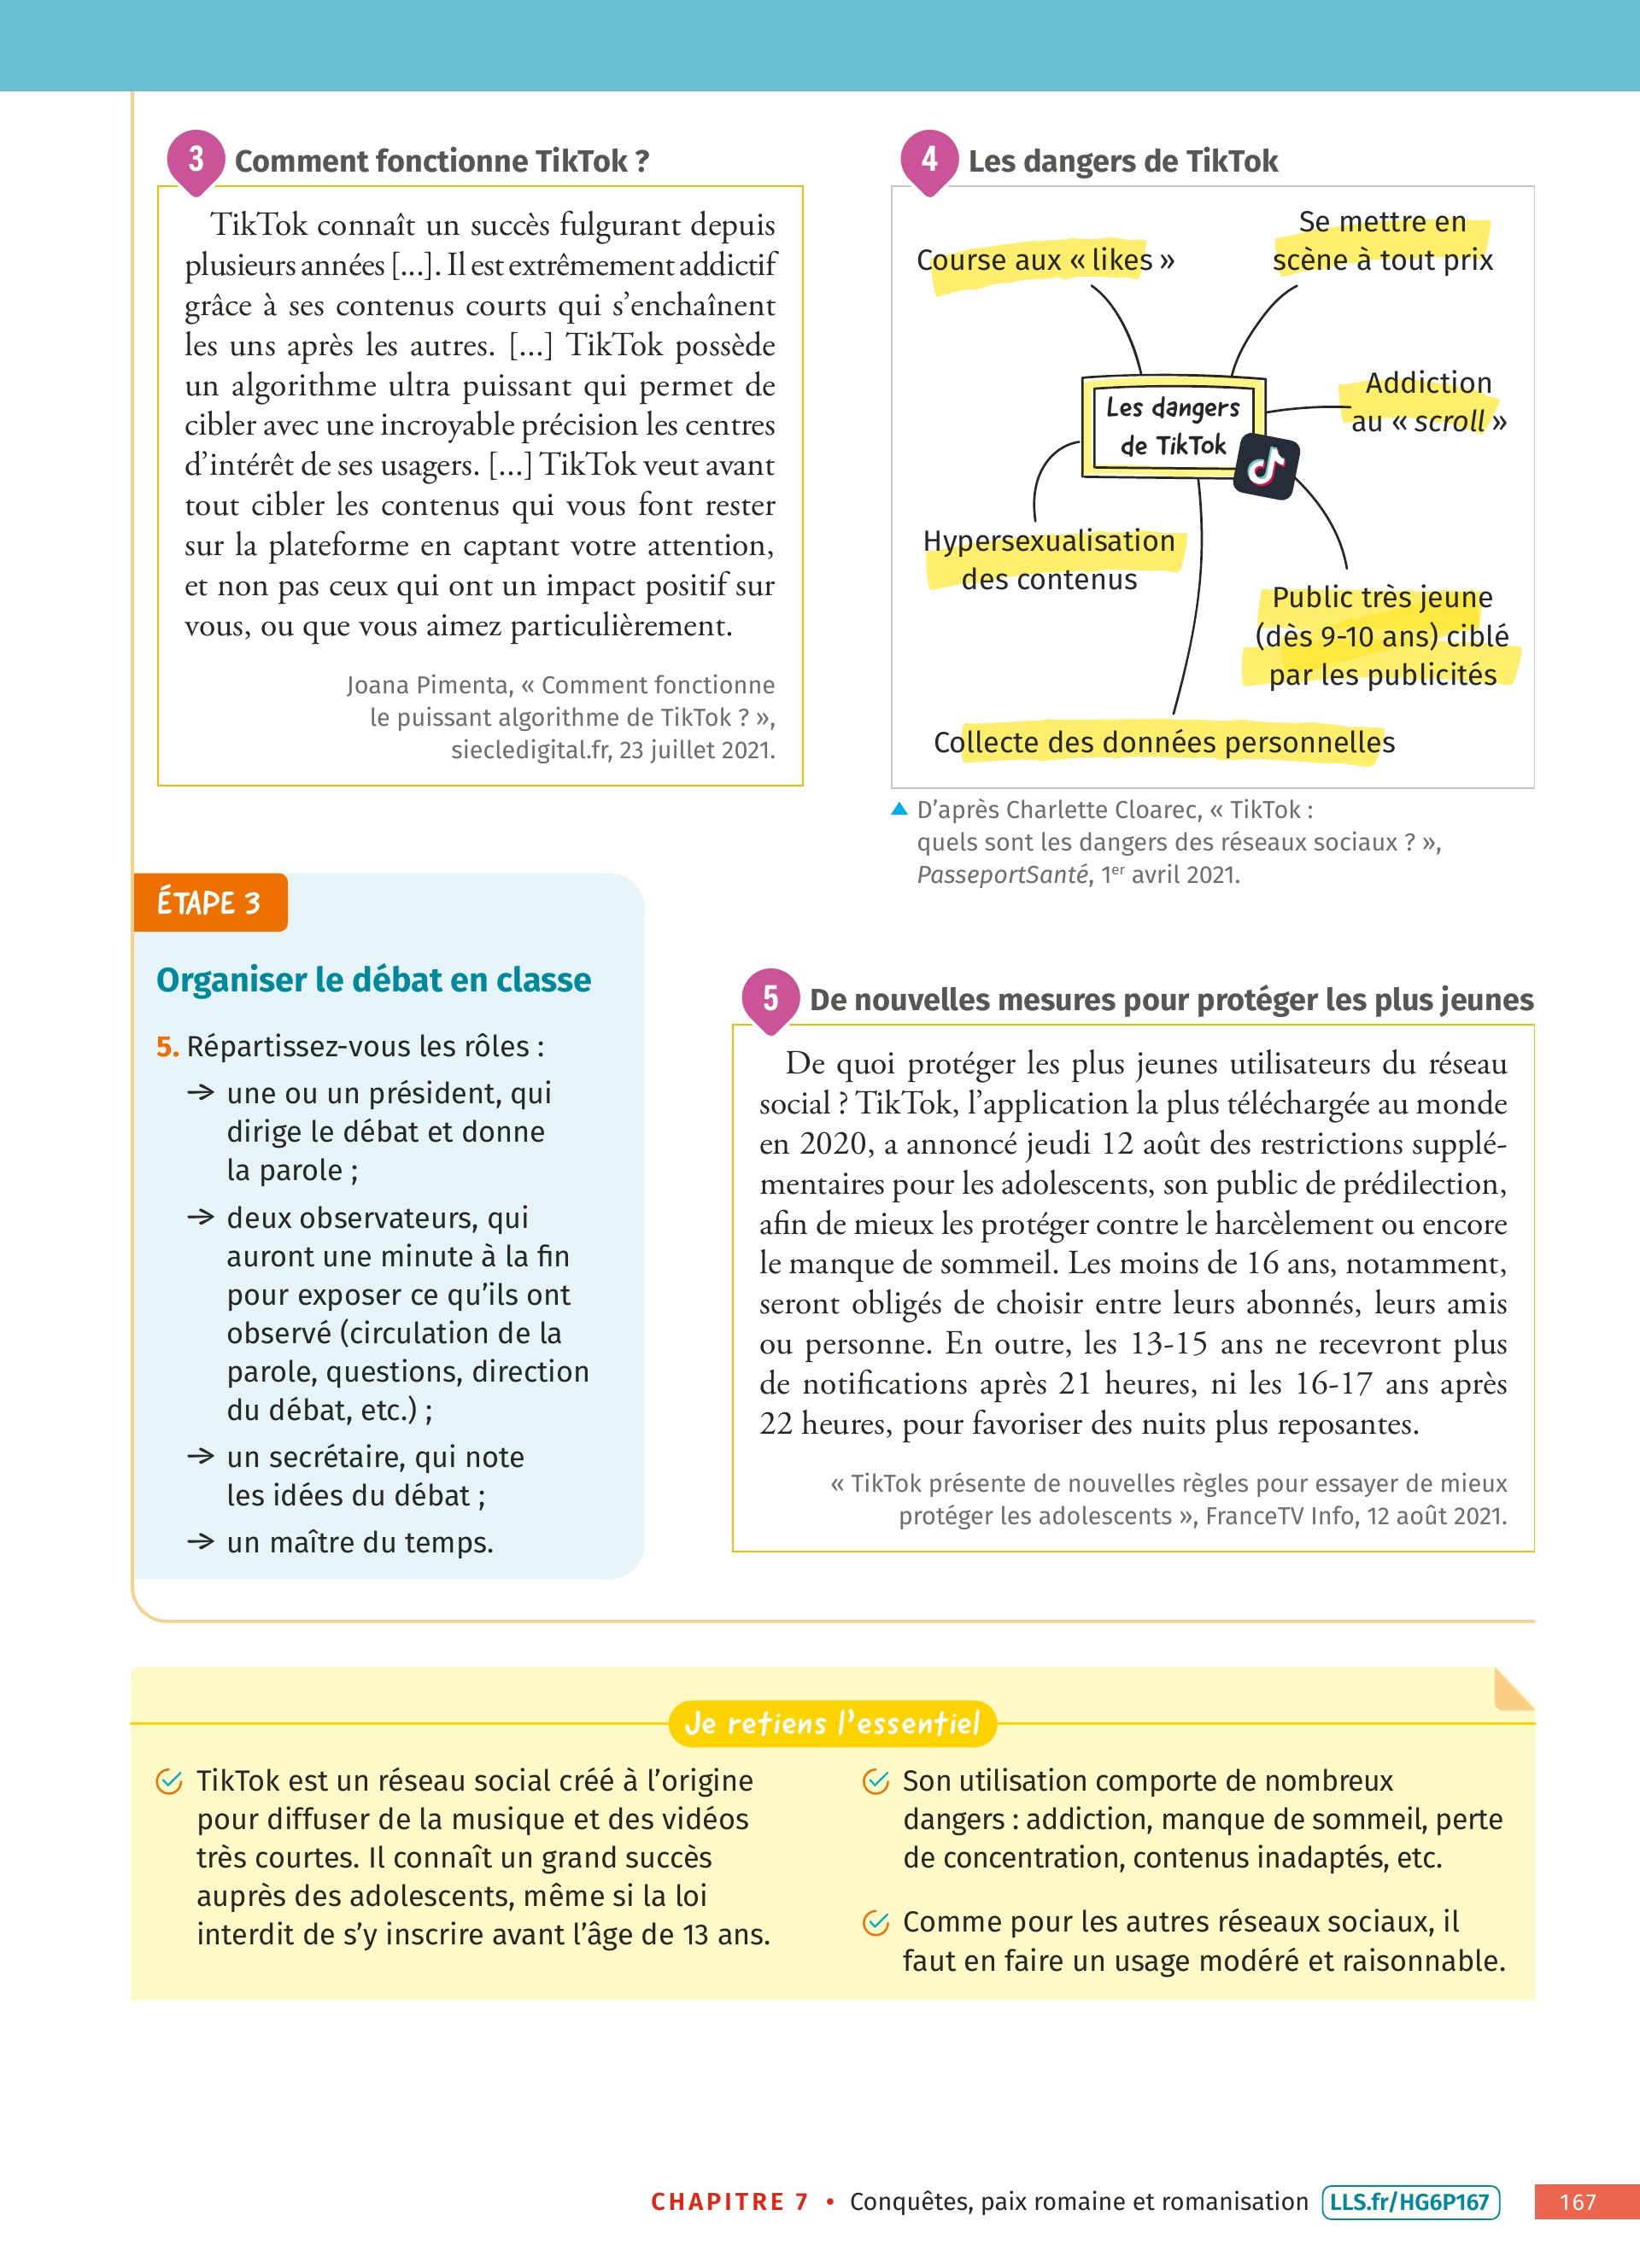 3 Comment fonctionne TikTok ?
TikTok connaît un succès fulgurant depuis
plusieurs années [...]. Il est extrêmement addictif
grâce à ses contenus courts qui s'enchaînent
les uns après les autres. [...] TikTok possède
un algorithme ultra puissant qui permet de
cibler avec une incroyable précision les centres
d'intérêt de ses usagers. [...] TikTok veut avant
tout cibler les contenus qui vous font rester
sur la plateforme en captant votre attention,
et non pas ceux qui ont un impact positif sur
vous, ou que vous aimez particulièrement.
Joana Pimenta, « Comment fonctionne
le puissant algorithme de TikTok ? »,
siecledigital.fr, 23 juillet 2021.
4 Les dangers de TikTok
Course aux « likes »
Se mettre en
scène à tout prix
Les dangers
de TikTok
Addiction
au « scroll »
Hypersexualisation
des contenus
Public très jeune
(dès 9-10 ans) ciblé
par les publicités
Collecte des données personnelles
D'après Charlette Cloarec, « TikTok :
quels sont les dangers des réseaux sociaux ? »,
PasseportSanté, 1er avril 2021.
ÉTAPE 3
Organiser le débat en classe
5. Répartissez-vous les rôles :
→ une ou un président, qui
dirige le débat et donne
la parole ;
→ deux observateurs, qui
auront une minute à la fin
pour exposer ce qu'ils ont
observé (circulation de la
parole, questions, direction
du débat, etc.) ;
→ un secrétaire, qui note
les idées du débat ;
→ un maître du temps.
5 De nouvelles mesures pour protéger les plus jeunes
De quoi protéger les plus jeunes utilisateurs du réseau
social ? TikTok, l'application la plus téléchargée au monde
en 2020, a annoncé jeudi 12 août des restrictions supplé-
mentaires pour les adolescents, son public de prédilection,
afin de mieux les protéger contre le harcèlement ou encore
le manque de sommeil. Les moins de 16 ans, notamment,
seront obligés de choisir entre leurs abonnés, leurs amis
ou personne. En outre, les 13-15 ans ne recevront plus
de notifications après 21 heures, ni les 16-17 ans après
22 heures, pour favoriser des nuits plus reposantes.
« TikTok présente de nouvelles règles pour essayer de mieux
protéger les adolescents », FranceTV Info, 12 août 2021.
Je retiens l'essentiel
TikTok est un réseau social créé à l'origine
pour diffuser de la musique et des vidéos
très courtes. Il connaît un grand succès
auprès des adolescents, même si la loi
interdit de s'y inscrire avant l'âge de 13 ans.
Son utilisation comporte de nombreux
dangers : addiction, manque de sommeil, perte
de concentration, contenus inadaptés, etc.
Comme pour les autres réseaux sociaux, il
faut en faire un usage modéré et raisonnable.
CHAPITRE 7 • Conquêtes, paix romaine et romanisation LLS.fr/HG6P167 167